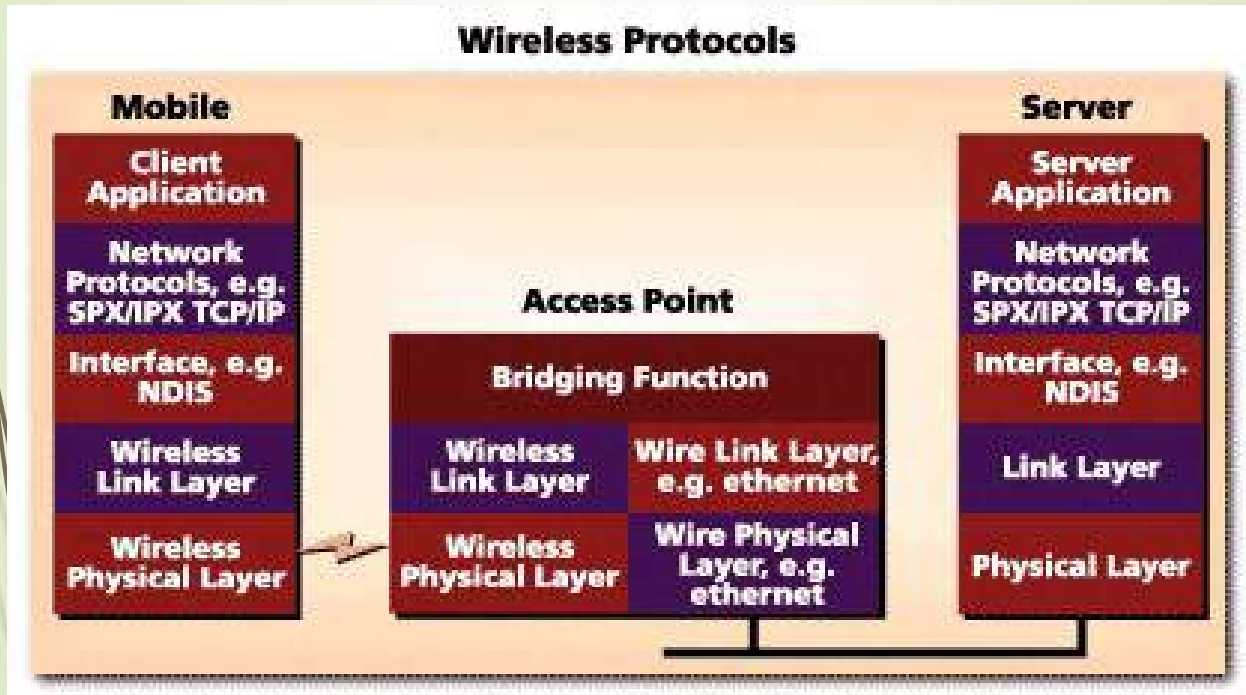 Wireless Protocols
Mobile
Client
Application
Network
Protocols, e.g.
SPX/IPX TCP/IP
Interface, e.g.
NDIS
Wireless
Link Layer
Wireless
Physical Layer
Access Point
Bridging Function
Wireless
Link Layer
Wire Link Layer,
e.g. ethernet
Wireless
Physical Layer
Wire Physical
Layer, e.g.
ethernet
Server
Server
Application
Network
Protocols, e.g.
SPX/IPX TCP/IP
Interface, e.g.
NDIS
Link Layer
Physical Layer